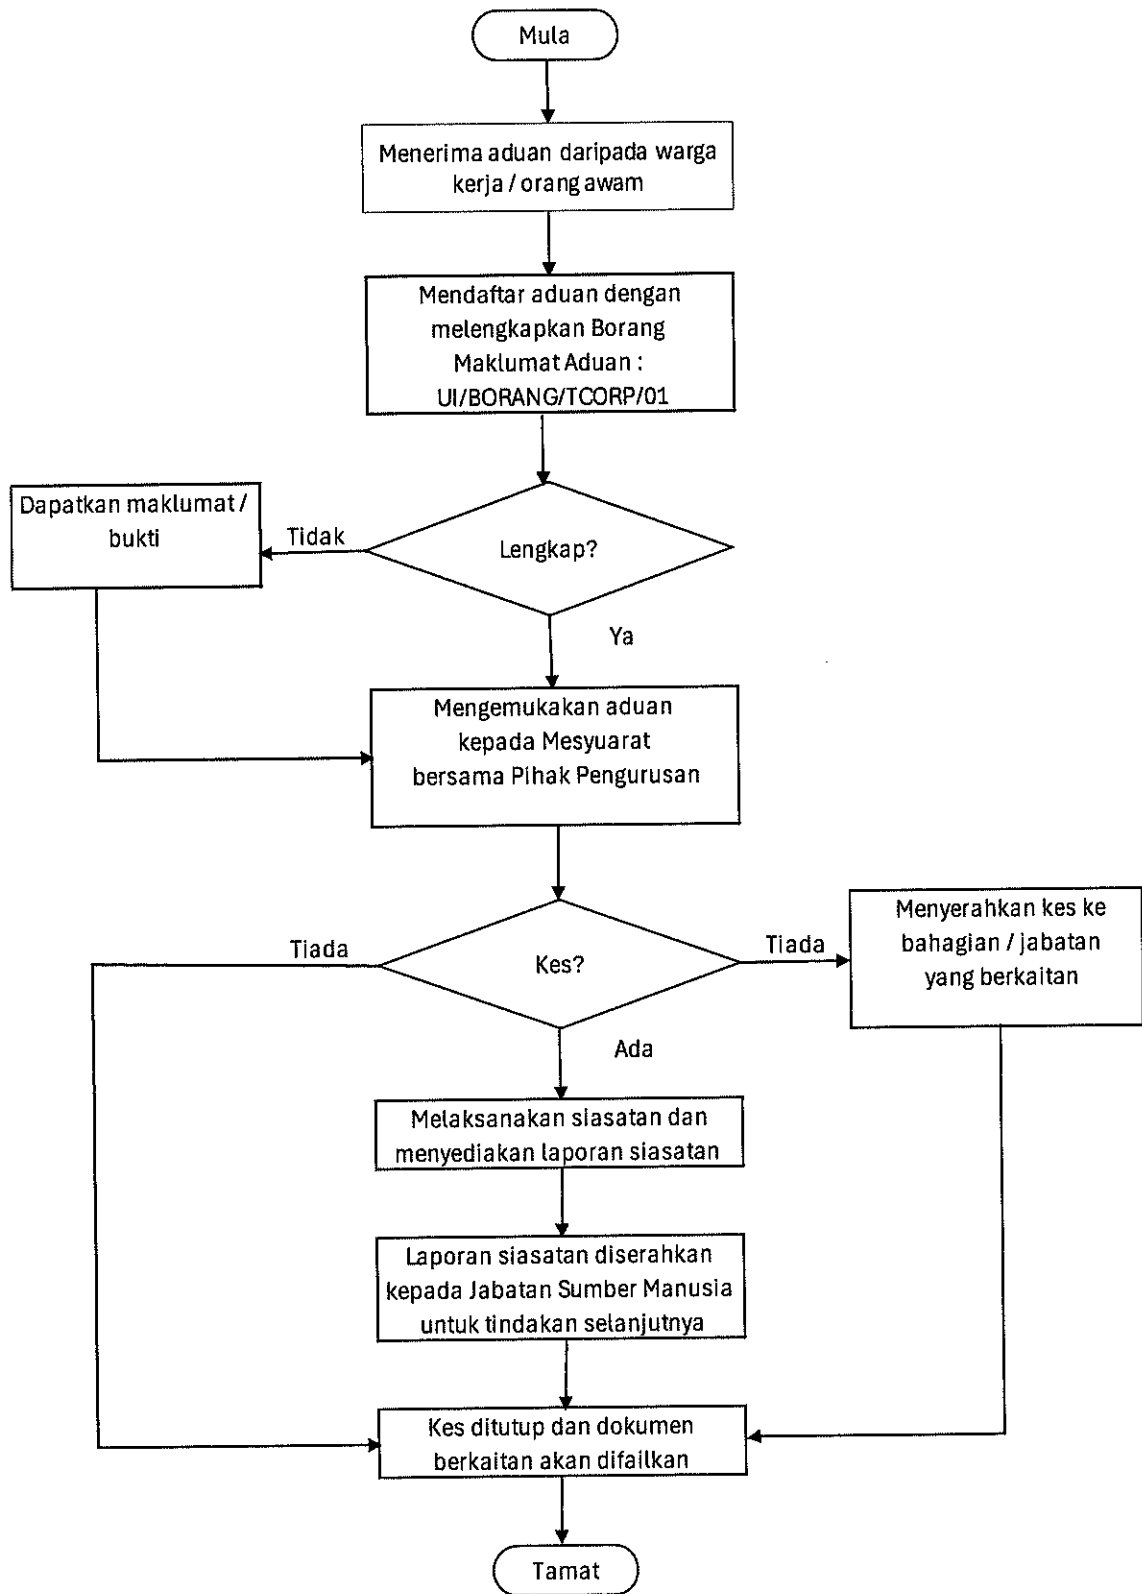 Mula
Menerima aduan daripada warga
kerja / orang awam
Mendaftar aduan dengan
melengkapkan Borang
Maklumat Aduan :
UI/BORANG/TCORP/01
Dapatkan maklumat /
bukti
Tidak
Lengkap?
Ya
Mengemukakan aduan
kepada Mesyuarat
bersama Pihak Pengurusan
Tiada
Kes?
Tiada
Menyerahkan kes ke
bahagian / jabatan
yang berkaitan
Ada
Melaksanakan siasatan dan
menyediakan laporan siasatan
Laporan siasatan diserahkan
kepada Jabatan Sumber Manusia
untuk tindakan selanjutnya
Kes ditutup dan dokumen
berkaitan akan difailkan
Tamat